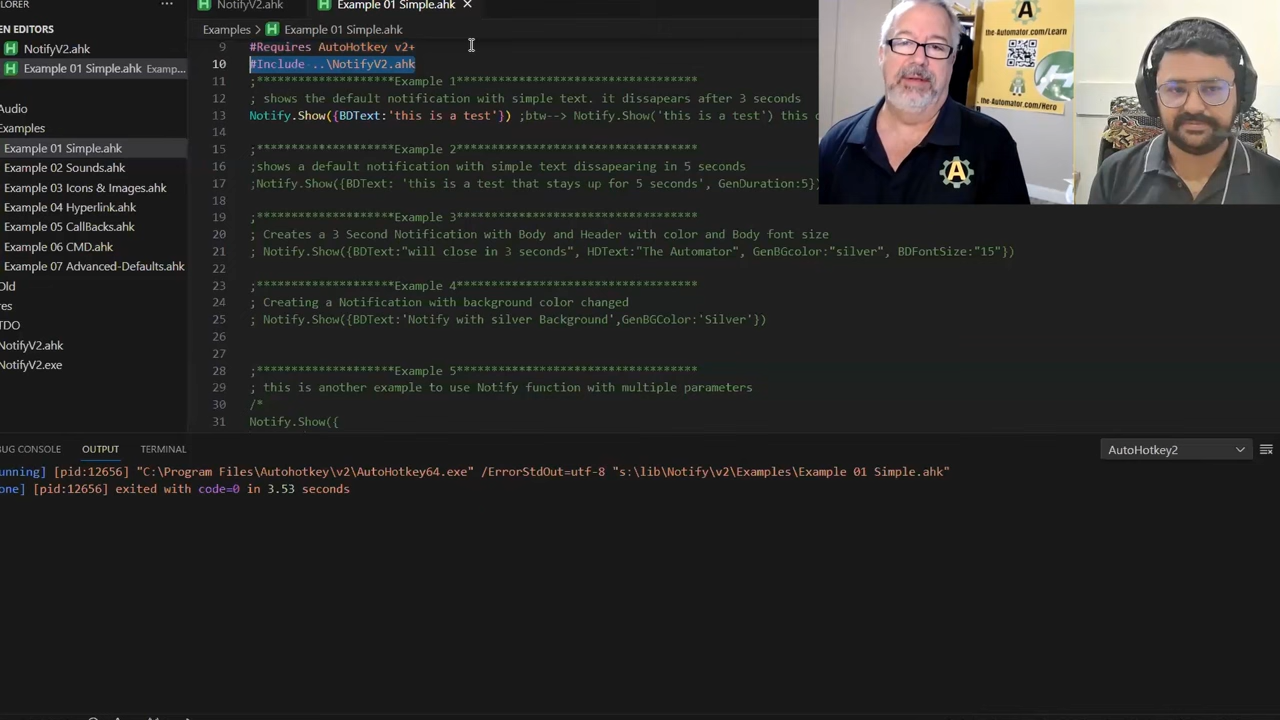 LORER
NotifyV2.ahk
Example 01 Simple.ahk
EN EDITORS
NotifyV2.ahk
Example 01 Simple.ahk Examp...
Audio
Examples
Example 01 Simple.ahk
Example 02 Sounds.ahk
Example 03 Icons & Images.ahk
Example 04 Hyperlink.ahk
Example 05 CallBacks.ahk
Example 06 CMD.ahk
Example 07 Advanced-Defaults.ahk
Old
res
TDO
NotifyV2.ahk
NotifyV2.exe
Examples > Example 01 Simple.ahk
9 #Requires AutoHotkey v2+
10 #Include ..\NotifyV2.ahk
11 ;********************Example 1***********************************
12 ; shows the default notification with simple text. it dissapears after 3 seconds
13 Notify.Show({BDText:'this is a test'}) ;btw--> Notify.Show('this is a test') this
14
15 ;********************Example 2***********************************
16 ;shows a default notification with simple text dissapearing in 5 seconds
17 ;Notify.Show({BDText: 'this is a test that stays up for 5 seconds', GenDuration:5})
18
19 ;********************Example 3***********************************
20 ; Creates a 3 Second Notification with Body and Header with color and Body font size
21 ; Notify.Show({BDText:"will close in 3 seconds", HDText:"The Automator", GenBGcolor:"silver", BDFontSize:"15"})
22
23 ;********************Example 4***********************************
24 ; Creating a Notification with background color changed
25 ; Notify.Show({BDText:'Notify with silver Background',GenBGColor:'Silver'})
26
27
28 ;********************Example 5***********************************
29 ; this is another example to use Notify function with multiple parameters
30 /*
31 Notify.Show({
the-Automator.com/Learn
the-Automator.com/Hero
BUG CONSOLE OUTPUT TERMINAL
AutoHotkey2
unning] [pid:12656] "C:\Program Files\Autohotkey\v2\AutoHotkey64.exe" /ErrorStdOut=utf-8 "s:\lib\Notify\v2\Examples\Example 01 Simple.ahk"
one] [pid:12656] exited with code=0 in 3.53 seconds